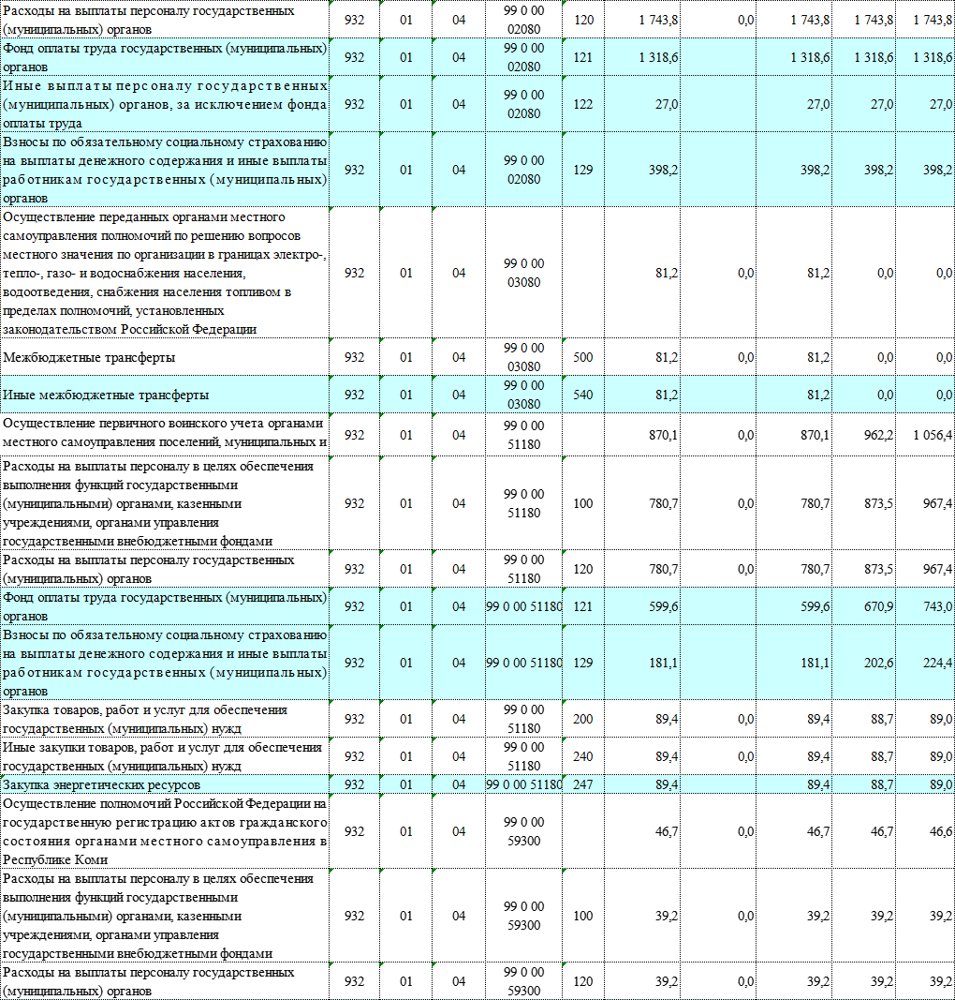 Расходы на выплаты персоналу государственных
(муниципальных) органов
932 01 04 99 0 00
02080 120 1 743,8 0,0 1 743,8 1 743,8 1 743,8
Фонд оплаты труда государственных (муниципальных)
органов
932 01 04 99 0 00
02080 121 1 318,6 1 318,6 1 318,6 1 318,6
Иные выплаты персоналу государственных
(муниципальных) органов, за исключением фонда
оплаты труда
932 01 04 99 0 00
02080 122 27,0 27,0 27,0 27,0
Взносы по обязательному социальному страхованию
на выплаты денежного содержания и иные выплаты
работникам государственных (муниципальных)
органов
932 01 04 99 0 00
02080 129 398,2 398,2 398,2 398,2
Осуществление переданных органами местного
самоуправления полномочий по решению вопросов
местного значения по организации в границах электро-,
тепло-, газо- и водоснабжения населения,
водоотведения, снабжения населения топливом в
пределах полномочий, установленных
законодательством Российской Федерации
932 01 04 99 0 00
03080 81,2 0,0 81,2 0,0 0,0
Межбюджетные трансферты
932 01 04 99 0 00
03080 500 81,2 0,0 81,2 0,0 0,0
Иные межбюджетные трансферты
932 01 04 99 0 00
03080 540 81,2 81,2 0,0 0,0
Осуществление первичного воинского учета органами
местного самоуправления поселений, муниципальных и
932 01 04 99 0 00
51180 870,1 0,0 870,1 962,2 1 056,4
Расходы на выплаты персоналу в целях обеспечения
выполнения функций государственными
(муниципальными) органами, казенными
учреждениями, органами управления
государственными внебюджетными фондами
932 01 04 99 0 00
51180 100 780,7 0,0 780,7 873,5 967,4
Расходы на выплаты персоналу государственных
(муниципальных) органов
932 01 04 99 0 00
51180 120 780,7 0,0 780,7 873,5 967,4
Фонд оплаты труда государственных (муниципальных)
органов
932 01 04 99 0 00 51180 121 599,6 599,6 670,9 743,0
Взносы по обязательному социальному страхованию
на выплаты денежного содержания и иные выплаты
работникам государственных (муниципальных)
органов
932 01 04 99 0 00 51180 129 181,1 181,1 202,6 224,4
Закупка товаров, работ и услуг для обеспечения
государственных (муниципальных) нужд
932 01 04 99 0 00
51180 200 89,4 0,0 89,4 88,7 89,0
Иные закупки товаров, работ и услуг для обеспечения
государственных (муниципальных) нужд
932 01 04 99 0 00
51180 240 89,4 0,0 89,4 88,7 89,0
Закупка энергетических ресурсов 932 01 04 99 0 00 51180 247 89,4 89,4 88,7 89,0
Осуществление полномочий Российской Федерации на
государственную регистрацию актов гражданского
состояния органами местного самоуправления в
Республике Коми
932 01 04 99 0 00
59300 46,7 0,0 46,7 46,7 46,6
Расходы на выплаты персоналу в целях обеспечения
выполнения функций государственными
(муниципальными) органами, казенными
учреждениями, органами управления
государственными внебюджетными фондами
932 01 04 99 0 00
59300 100 39,2 0,0 39,2 39,2 39,2
Расходы на выплаты персоналу государственных
(муниципальных) органов
932 01 04 99 0 00
59300 120 39,2 0,0 39,2 39,2 39,2